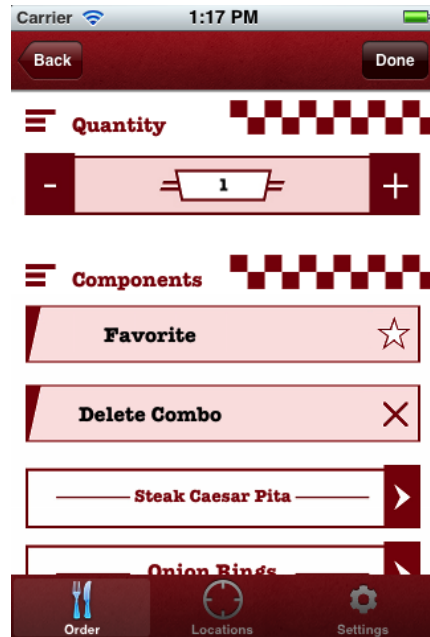 Carrier 1:17 PM
Back Done
Quantity
- 1 +
Components
Favorite
Delete Combo
Steak Caesar Pita
Onion Rings
Order Locations Settings